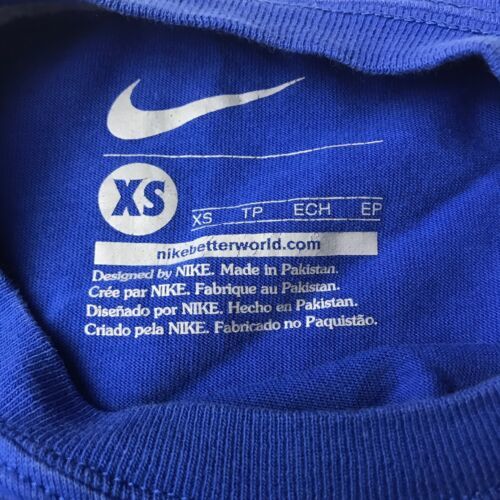 XS
XS TP ECH EP
nikebetterworld.com
Designed by NIKE. Made in Pakistan.
Crée par NIKE. Fabrique au Pakistan.
Diseñado por NIKE. Hecho en Pakistan.
Criado pela NIKE. Fabricado no Paquistão.